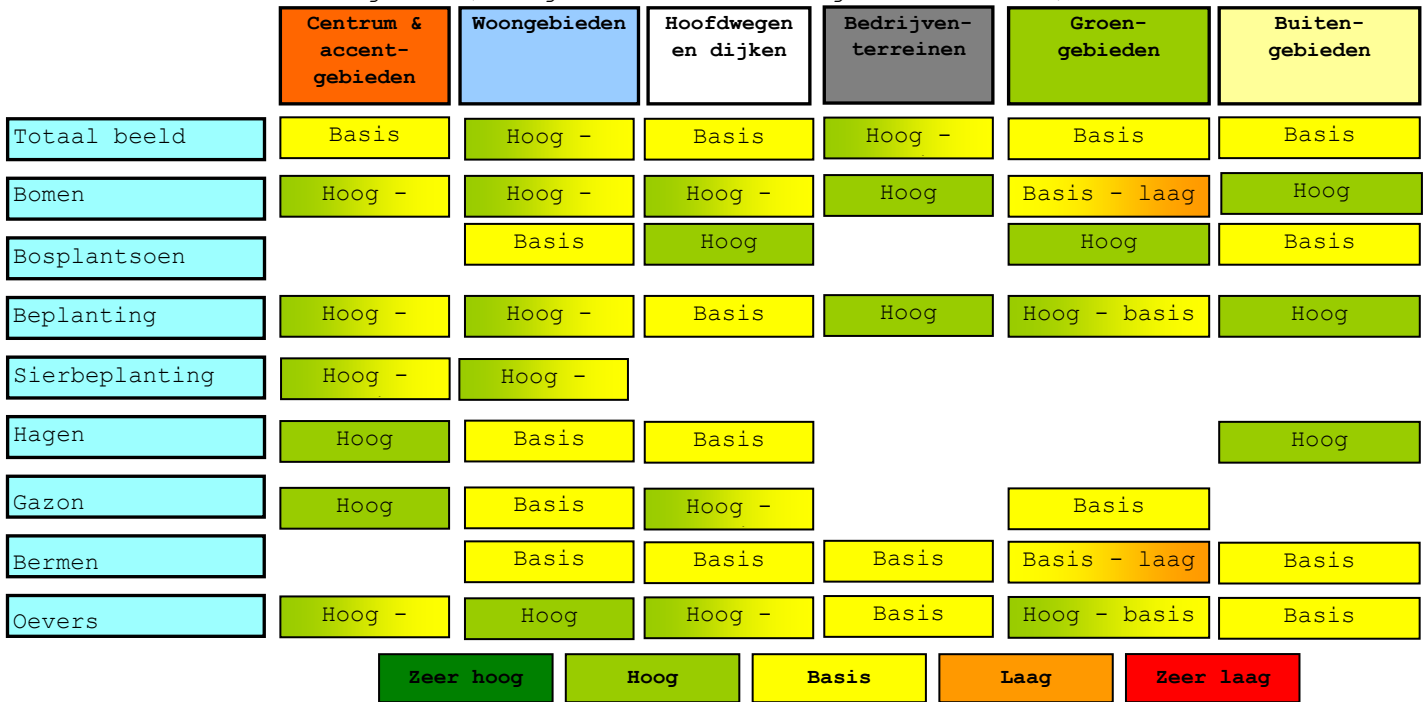 Centrum &
accent-
gebieden
Woongebieden
Hoofdwegen
en dijken
Bedrijven-
terreinen
Groen-
gebieden
Buiten-
gebieden
Totaal beeld
Basis
Hoog -
Basis
Hoog -
Basis
Basis
Bomen
Hoog -
Hoog -
Hoog -
Hoog
Basis - laag
Hoog
Bosplantsoen
Basis
Hoog
Hoog
Basis
Beplanting
Hoog -
Hoog -
Basis
Hoog
Hoog - basis
Hoog
Sierbeplanting
Hoog -
Hoog -
Hagen
Hoog
Basis
Basis
Hoog
Gazon
Hoog
Basis
Hoog -
Basis
Bermen
Basis
Basis
Basis
Basis - laag
Basis
Oevers
Hoog -
Hoog
Hoog -
Basis
Hoog - basis
Basis
Zeer hoog
Hoog
Basis
Laag
Zeer laag